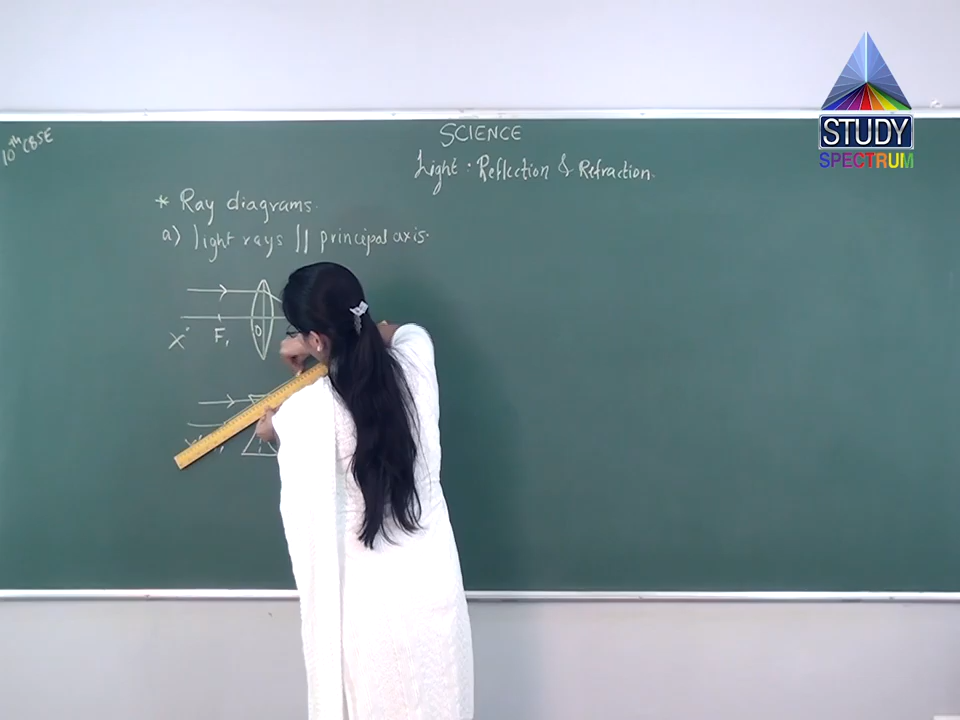 10th CBSE
SCIENCE
Light : Reflection & Refraction.
* Ray diagrams.
a) light rays || principal axis.
X'
F1
O
STUDY
SPECTRUM